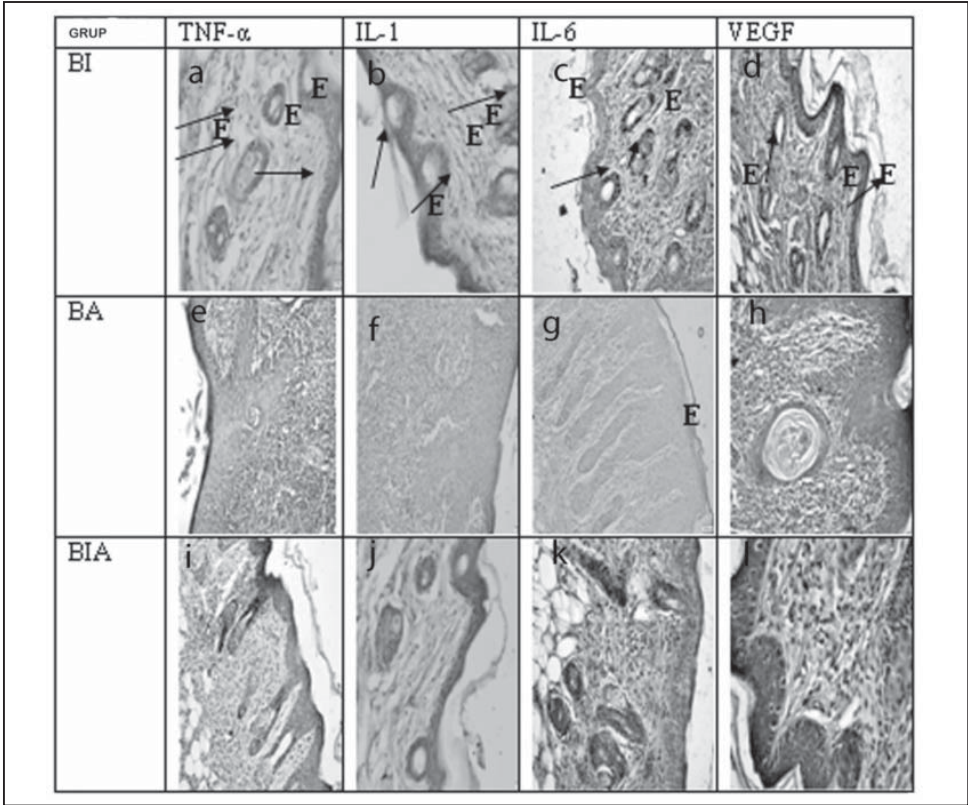 GRUP TNF-α IL-1 IL-6 VEGF
BI
a b c d
E E E E E E
E E E E E
E
BA
e f g h
E
BIA
i j k l